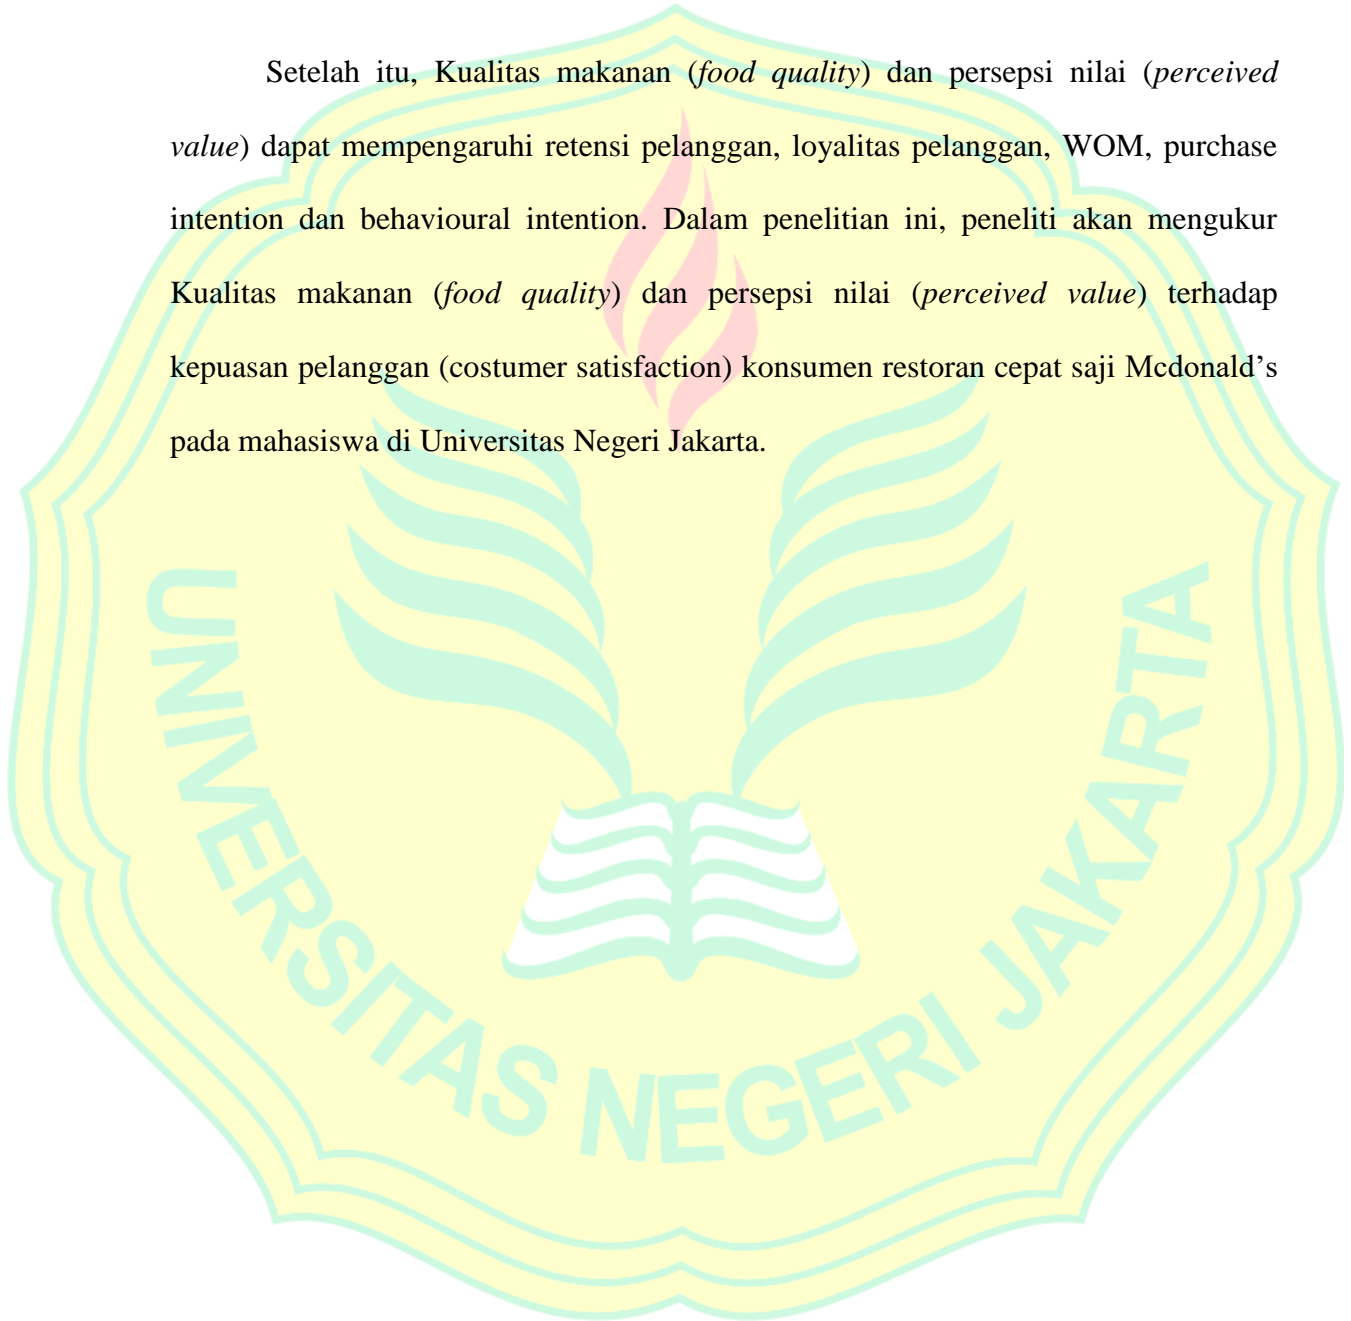 Setelah itu, Kualitas makanan (food quality) dan persepsi nilai (perceived
value) dapat mempengaruhi retensi pelanggan, loyalitas pelanggan, WOM, purchase
intention dan behavioural intention. Dalam penelitian ini, peneliti akan mengukur
Kualitas makanan (food quality) dan persepsi nilai (perceived value) terhadap
kepuasan pelanggan (costumer satisfaction) konsumen restoran cepat saji Mcdonald’s
pada mahasiswa di Universitas Negeri Jakarta.
UNIVERSITAS NEGERI JAKARTA